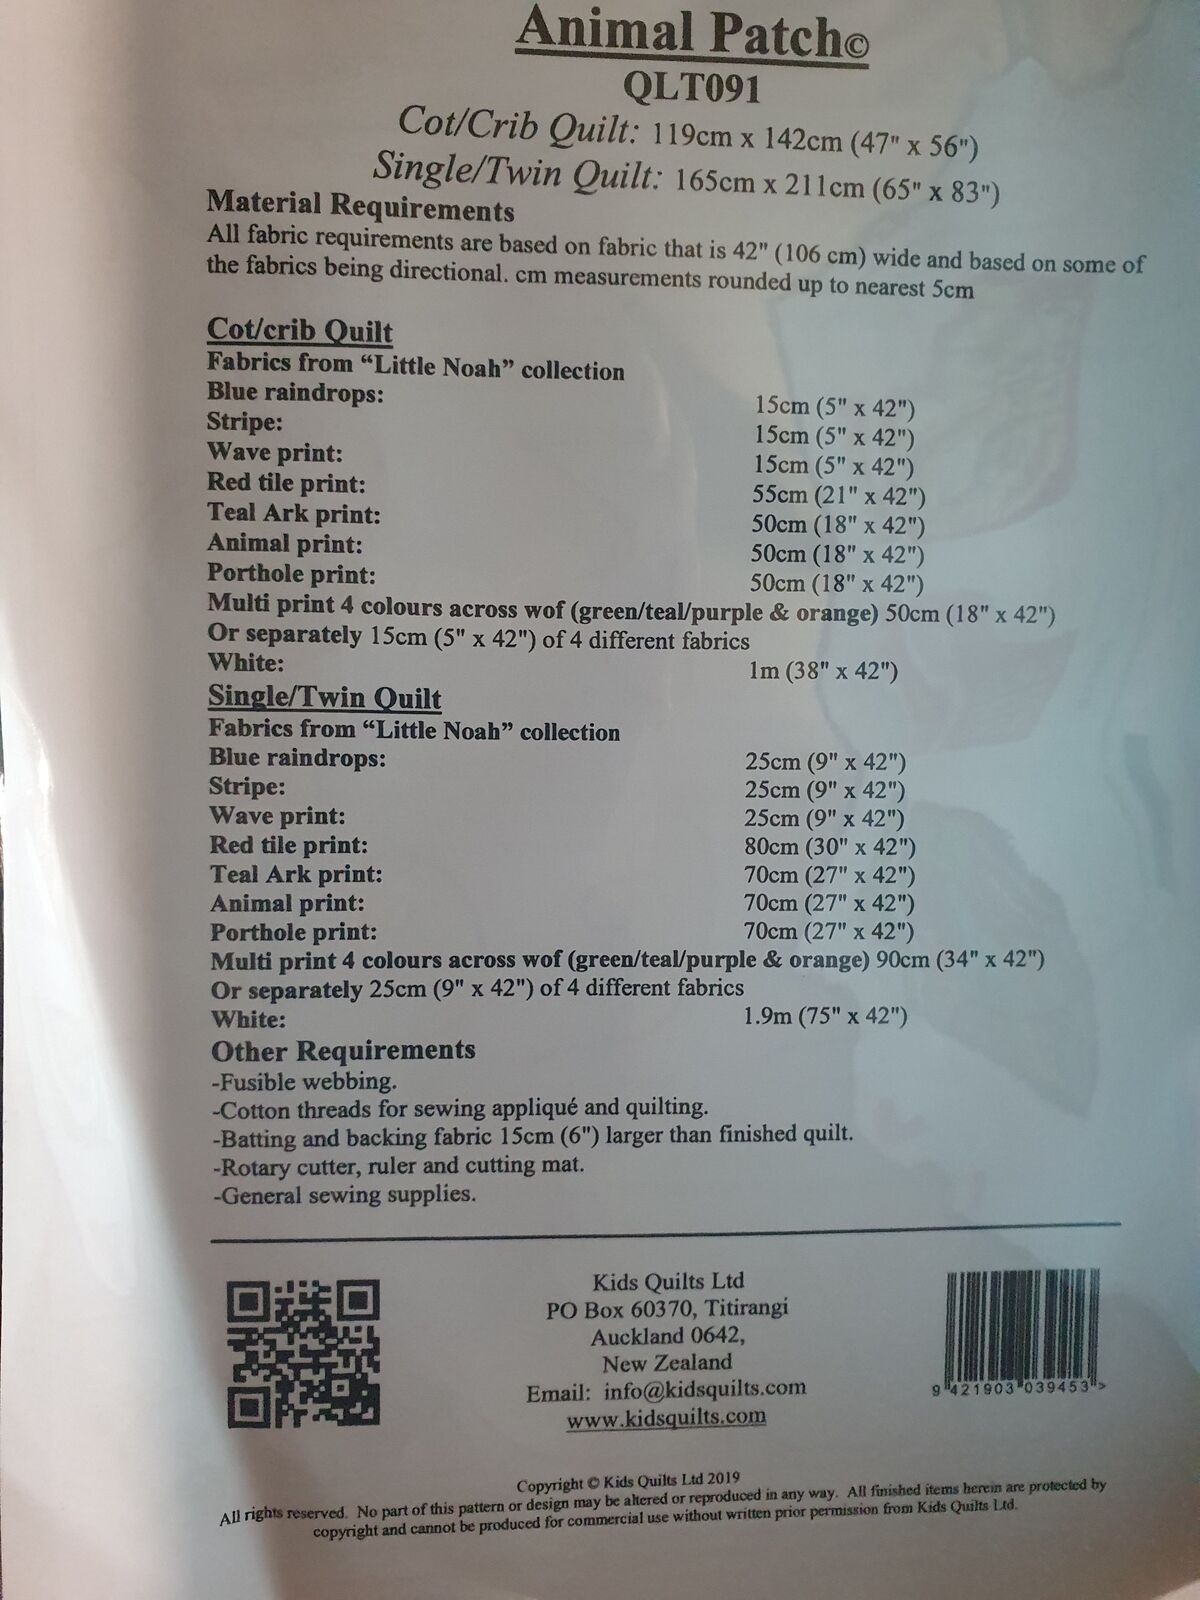 Animal Patch©
QLT091
Cot/Crib Quilt: 119cm x 142cm (47" x 56")
Single/Twin Quilt: 165cm x 211cm (65" x 83")
Material Requirements
All fabric requirements are based on fabric that is 42" (106 cm) wide and based on some of
the fabrics being directional. cm measurements rounded up to nearest 5cm
Cot/crib Quilt
Fabrics from “Little Noah” collection
Blue raindrops: 15cm (5" x 42")
Stripe: 15cm (5" x 42")
Wave print: 15cm (5" x 42")
Red tile print: 55cm (21" x 42")
Teal Ark print: 50cm (18" x 42")
Animal print: 50cm (18" x 42")
Porthole print: 50cm (18" x 42")
Multi print 4 colours across wof (green/teal/purple & orange) 50cm (18" x 42")
Or separately 15cm (5" x 42") of 4 different fabrics
White: 1m (38" x 42")
Single/Twin Quilt
Fabrics from “Little Noah” collection
Blue raindrops: 25cm (9" x 42")
Stripe: 25cm (9" x 42")
Wave print: 25cm (9" x 42")
Red tile print: 80cm (30" x 42")
Teal Ark print: 70cm (27" x 42")
Animal print: 70cm (27" x 42")
Porthole print: 70cm (27" x 42")
Multi print 4 colours across wof (green/teal/purple & orange) 90cm (34" x 42")
Or separately 25cm (9" x 42") of 4 different fabrics
White: 1.9m (75" x 42")
Other Requirements
-Fusible webbing.
-Cotton threads for sewing appliqué and quilting.
-Batting and backing fabric 15cm (6") larger than finished quilt.
-Rotary cutter, ruler and cutting mat.
-General sewing supplies.
Kids Quilts Ltd
PO Box 60370, Titirangi
Auckland 0642,
New Zealand
Email: info@kidsquilts.com
www.kidsquilts.com
9 421903 039453 >
Copyright © Kids Quilts Ltd 2019
All rights reserved. No part of this pattern or design may be altered or reproduced in any way. All finished items herein are protected by
copyright and cannot be produced for commercial use without written prior permission from Kids Quilts Ltd.